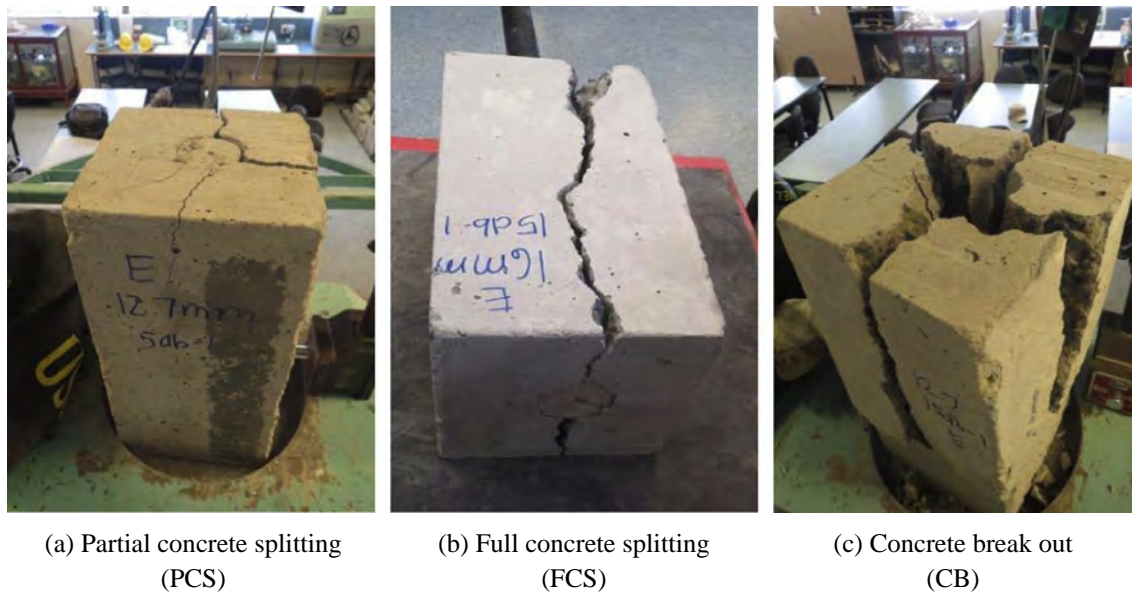 E
12.7mm
5db-1
E
16mm
15db-1
(a) Partial concrete splitting
(PCS)
(b) Full concrete splitting
(FCS)
(c) Concrete break out
(CB)